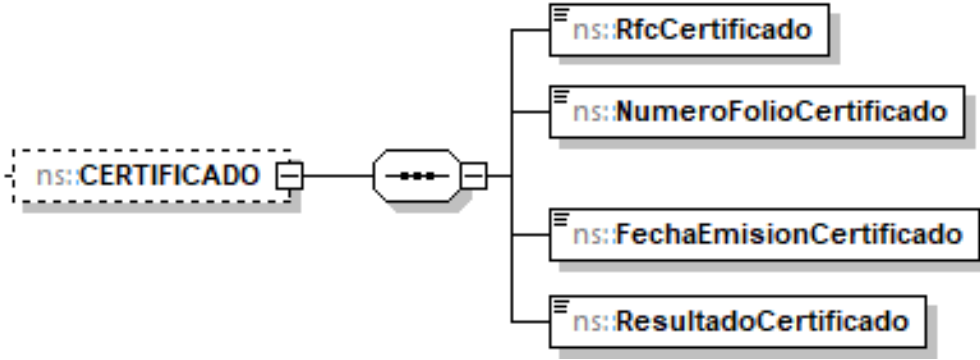 ns:RfcCertificado
ns:NumeroFolioCertificado
ns:CERTIFICADO
ns:FechaEmisionCertificado
ns:ResultadoCertificado